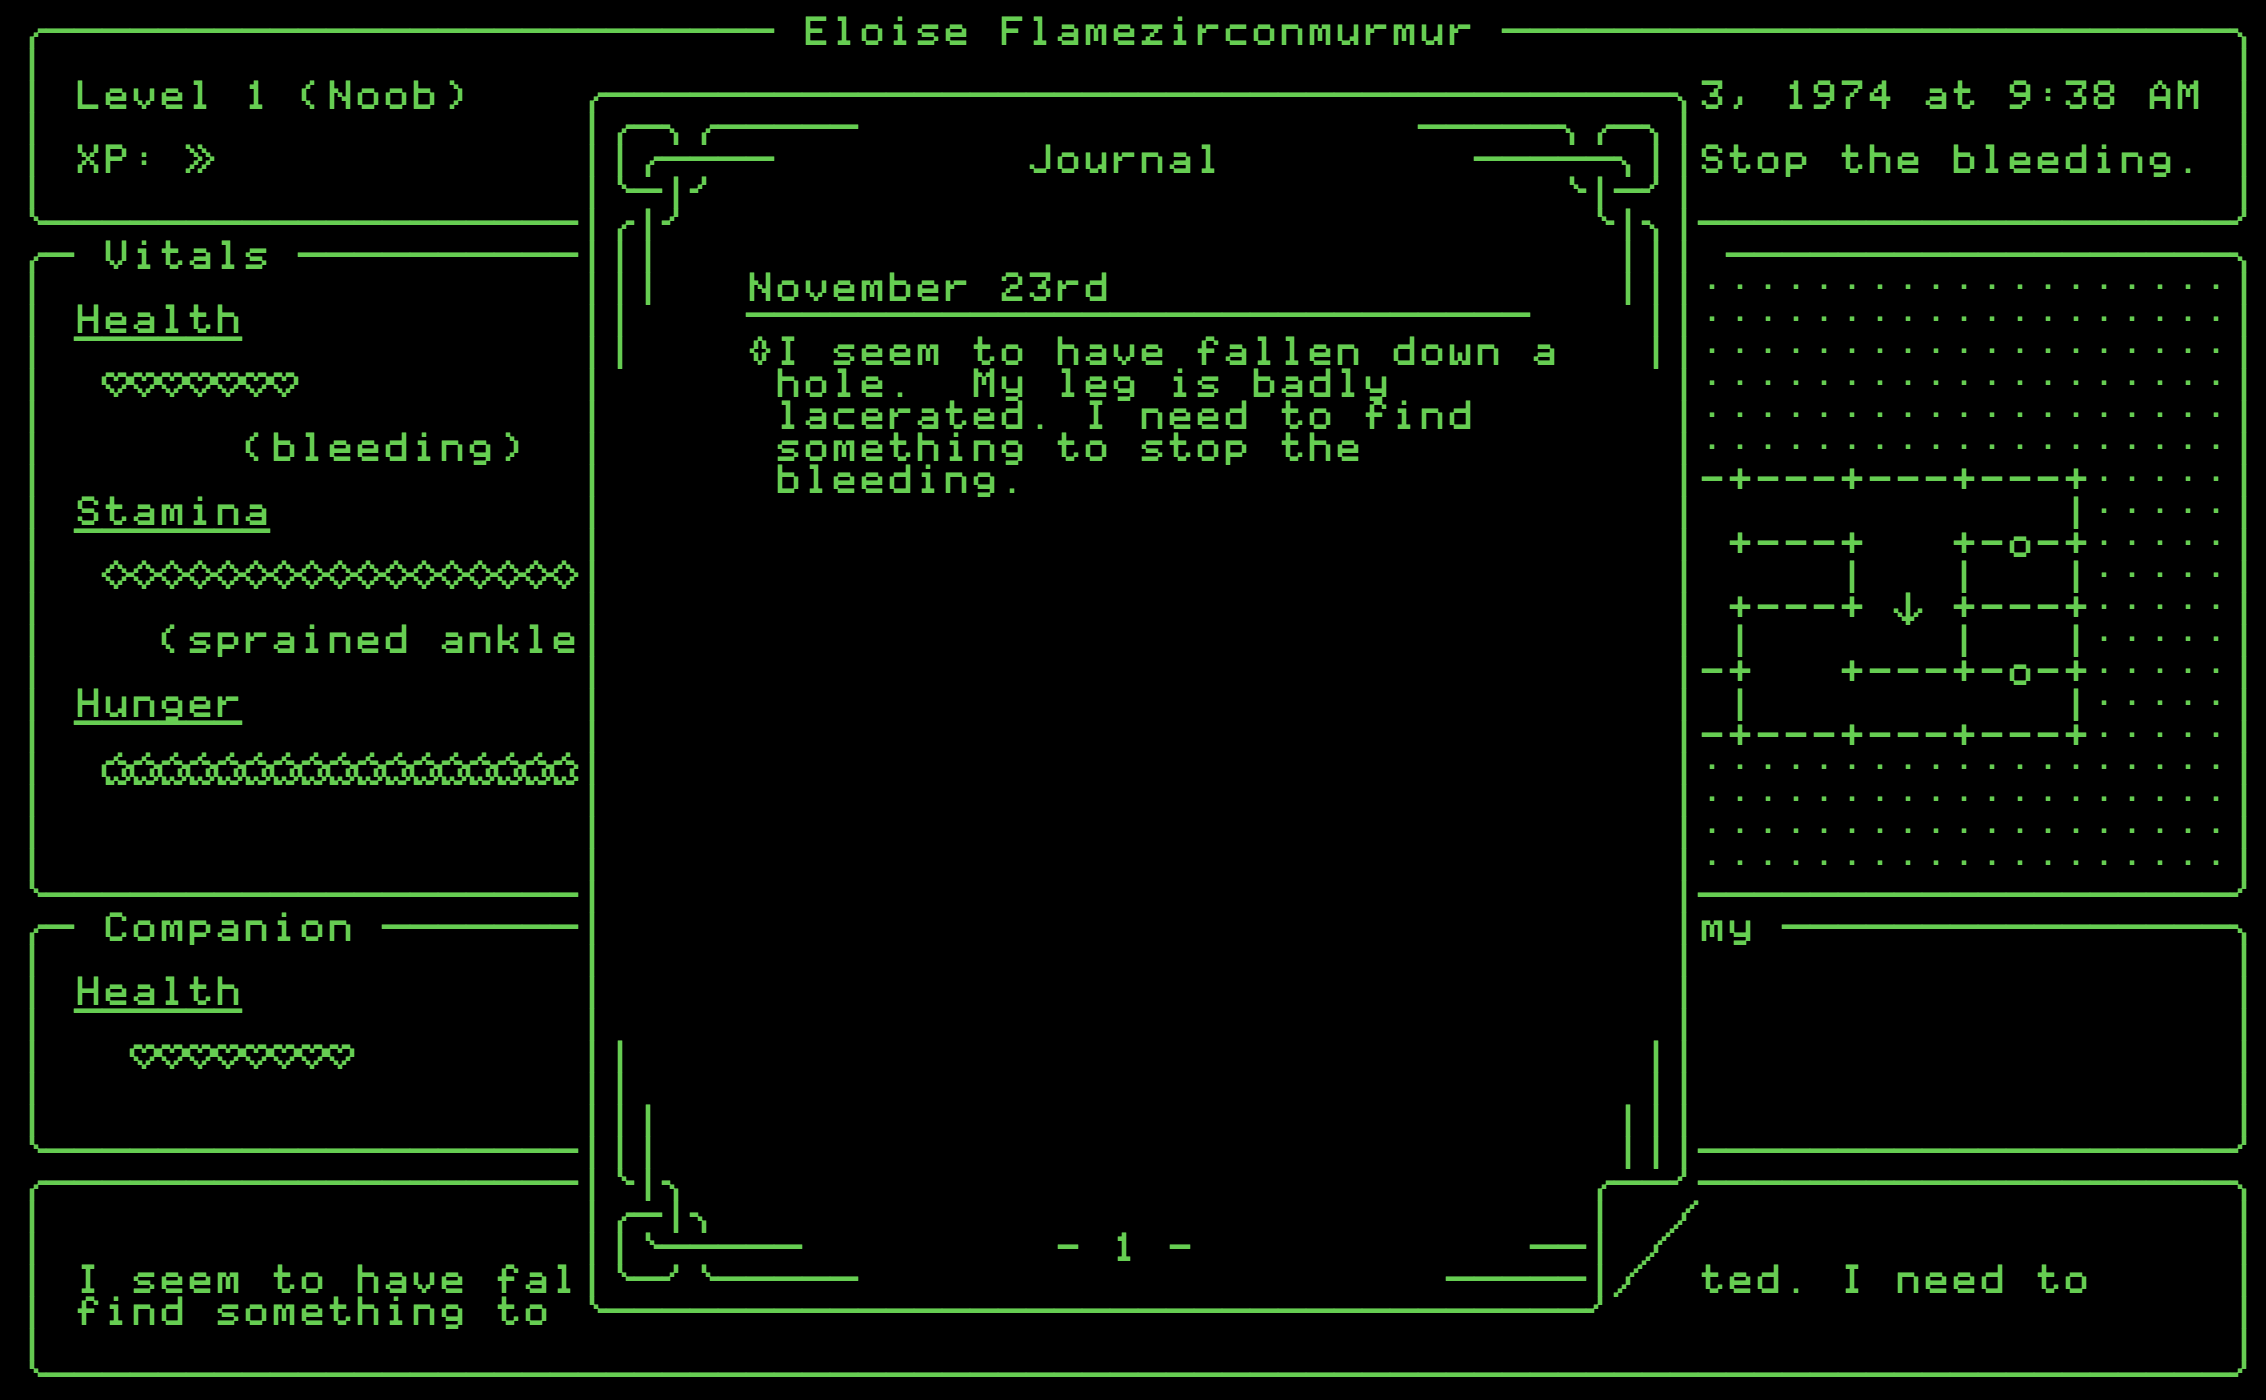 Eloise Flamezirconmurmur
Level 1 (Noob)
3, 1974 at 9:38 AM
XP: »
Stop the bleeding.
Journal
Vitals
Health
(bleeding)
Stamina
(sprained ankle
Hunger
November 23rd
◊I seem to have fallen down a
hole.  My leg is badly
lacerated. I need to find
something to stop the
bleeding.
Companion
my
Health
- 1 -
I seem to have fal
ted. I need to
find something to